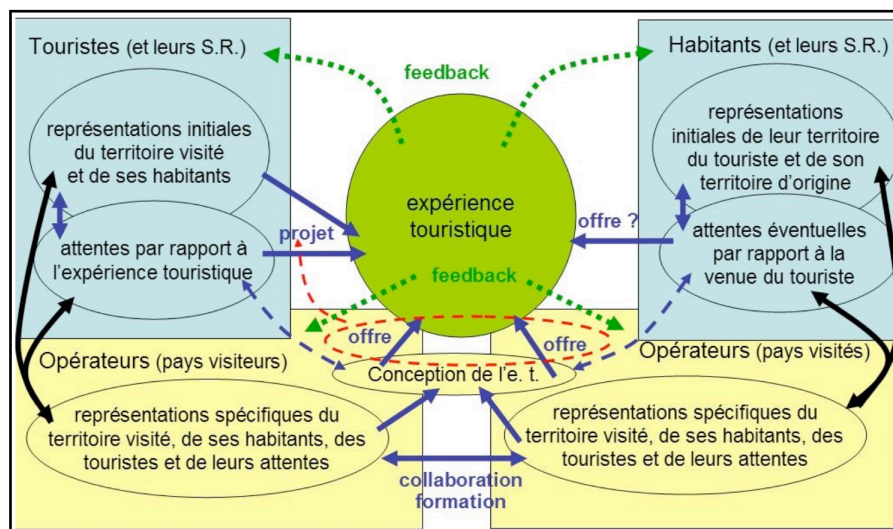 Touristes (et leurs S.R.)
représentations initiales
du territoire visité
et de ses habitants
attentes par rapport à
l'expérience touristique
feedback
projet
expérience
touristique
feedback
offre ?
Habitants (et leurs S.R.)
représentations
initiales de leur territoire
du touriste et de son
territoire d'origine
attentes éventuelles
par rapport à la
venue du touriste
offre
offre
Conception de l'e. t.
Opérateurs (pays visiteurs)
représentations spécifiques du
territoire visité, de ses habitants, des
touristes et de leurs attentes
Opérateurs (pays visités)
représentations spécifiques du
territoire visité, de ses habitants, des
touristes et de leurs attentes
collaboration
formation